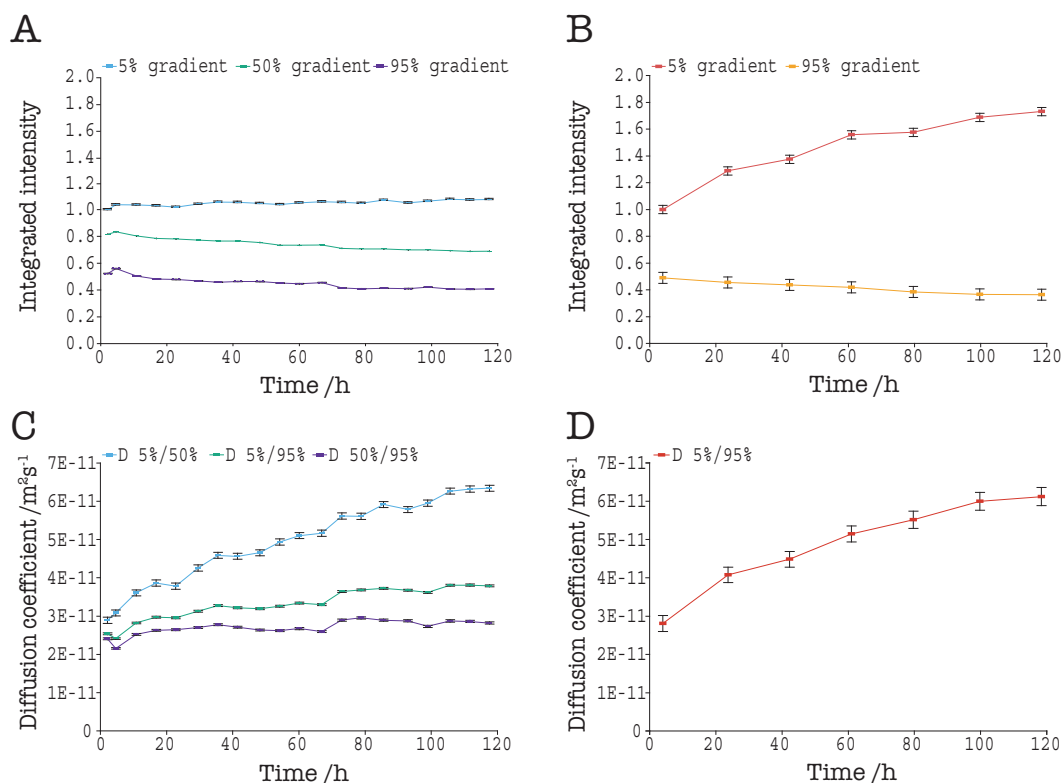 A
5% gradient 50% gradient 95% gradient
2.0
1.8
1.6
1.4
1.2
1.0
0.8
0.6
0.4
0.2
0.0
Integrated intensity
0 20 40 60 80 100 120
Time /h
B
5% gradient 95% gradient
2.0
1.8
1.6
1.4
1.2
1.0
0.8
0.6
0.4
0.2
0.0
Integrated intensity
0 20 40 60 80 100 120
Time /h
C
D 5%/50% D 5%/95% D 50%/95%
7E-11
6E-11
5E-11
4E-11
3E-11
2E-11
1E-11
0
Diffusion coefficient /m²s⁻¹
0 20 40 60 80 100 120
Time /h
D
D 5%/95%
7E-11
6E-11
5E-11
4E-11
3E-11
2E-11
1E-11
0
Diffusion coefficient /m²s⁻¹
0 20 40 60 80 100 120
Time /h